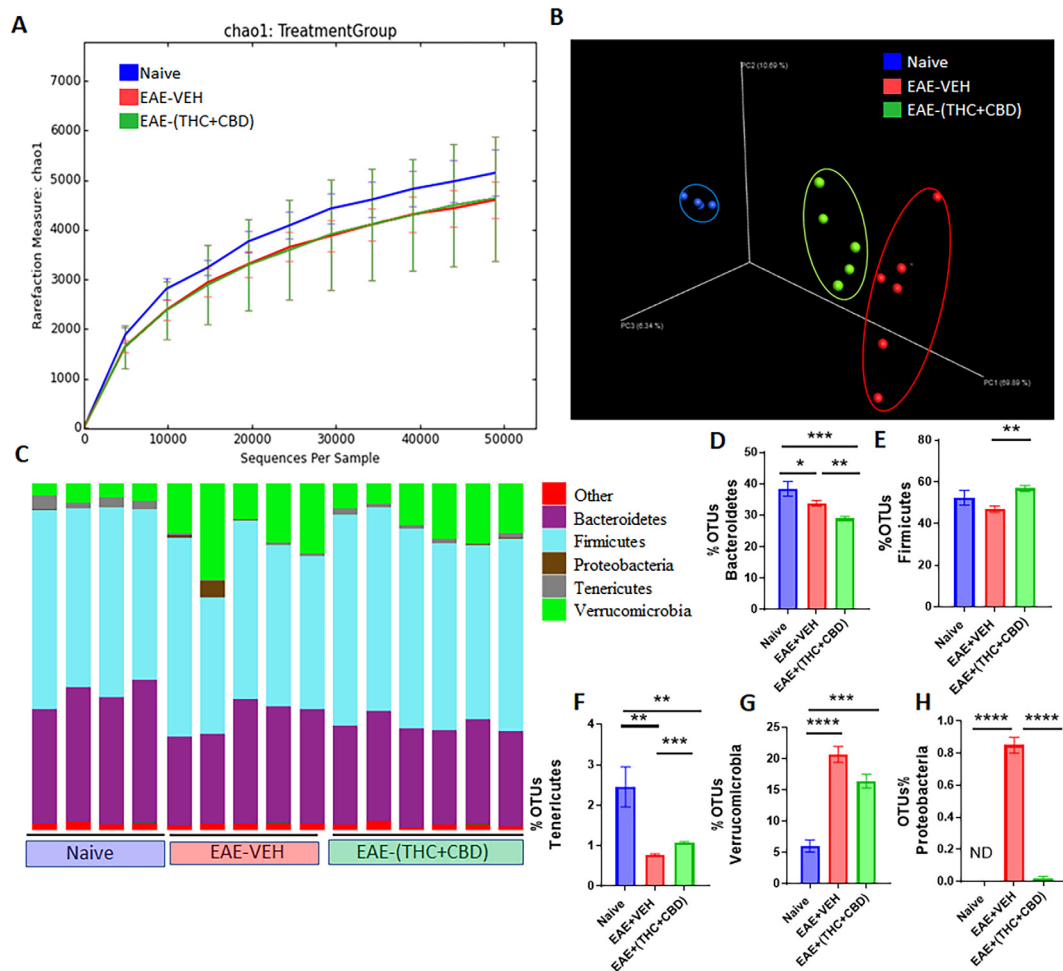 A
chao1: TreatmentGroup
Naive
EAE-VEH
EAE-(THC+CBD)
7000
6000
5000
4000
3000
2000
1000
0
Rarefaction Measure: chao1
0 10000 20000 30000 40000 50000
Sequences Per Sample
B
PC2 (10.69 %)
Naive
EAE-VEH
EAE-(THC+CBD)
PC3 (6.34 %)
PC1 (69.89 %)
C
Other
Bacteroidetes
Firmicutes
Proteobacteria
Tenericutes
Verrucomicrobia
Naive
EAE-VEH
EAE-(THC+CBD)
D
***
* **
50
40
30
20
10
0
% OTUs
Bacteroidetes
Naive
EAE+VEH
EAE+(THC+CBD)
E
**
80
60
40
20
0
%OTUs
Firmicutes
Naive
EAE+VEH
EAE+(THC+CBD)
F
**
**
***
4
3
2
1
0
% OTUs
Tenericutes
Naive
EAE+VEH
EAE+(THC+CBD)
G
***
****
25
20
15
10
5
0
% OTUs
Verrucomicrobia
Naive
EAE+VEH
EAE+(THC+CBD)
H
**** ****
1.0
0.8
0.6
0.4
0.2
0.0
ND
OTUs%
Proteobacteria
Naive
EAE+VEH
EAE+(THC+CBD)